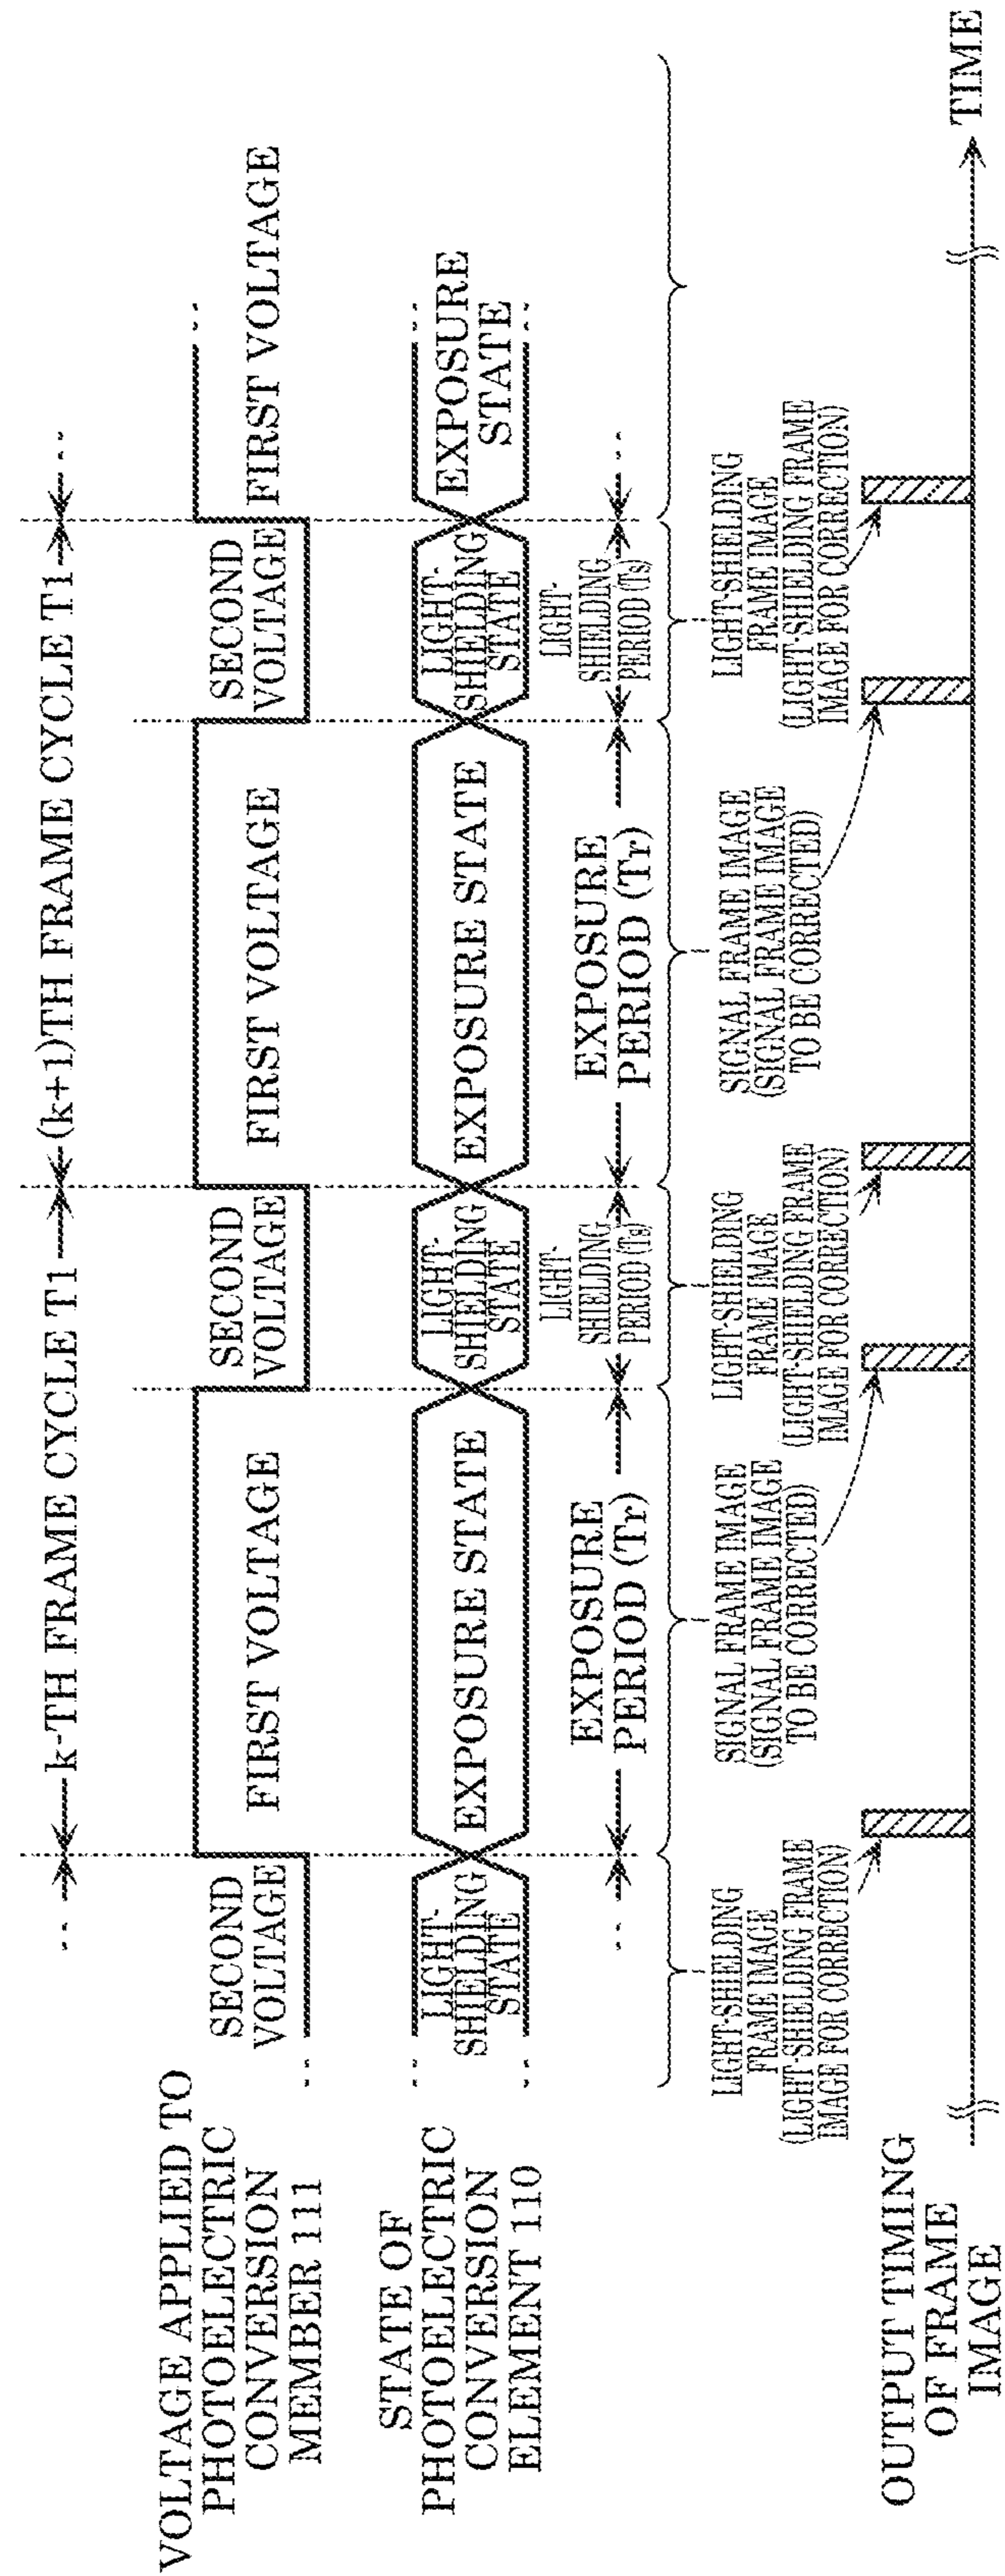 k-TH FRAME CYCLE T1
(k+1)TH FRAME CYCLE T1
VOLTAGE APPLIED TO
PHOTOELECTRIC
CONVERSION
MEMBER 111
SECOND
VOLTAGE
FIRST VOLTAGE
SECOND
VOLTAGE
FIRST VOLTAGE
SECOND
VOLTAGE
FIRST VOLTAGE
STATE OF
PHOTOELECTRIC
CONVERSION
ELEMENT 110
LIGHT-
SHIELDING
STATE
EXPOSURE STATE
LIGHT-
SHIELDING
STATE
EXPOSURE STATE
LIGHT-
SHIELDING
STATE
EXPOSURE
STATE
EXPOSURE
PERIOD (Tr)
LIGHT-
SHIELDING
PERIOD (Ts)
EXPOSURE
PERIOD (Tr)
LIGHT-
SHIELDING
PERIOD (Ts)
LIGHT-SHIELDING
FRAME IMAGE
(LIGHT-SHIELDING FRAME
IMAGE FOR CORRECTION)
SIGNAL FRAME IMAGE
(SIGNAL FRAME IMAGE
TO BE CORRECTED)
LIGHT-SHIELDING
FRAME IMAGE
(LIGHT-SHIELDING FRAME
IMAGE FOR CORRECTION)
SIGNAL FRAME IMAGE
(SIGNAL FRAME IMAGE
TO BE CORRECTED)
LIGHT-SHIELDING
FRAME IMAGE
(LIGHT-SHIELDING FRAME
IMAGE FOR CORRECTION)
OUTPUT TIMING
OF FRAME
IMAGE
TIME